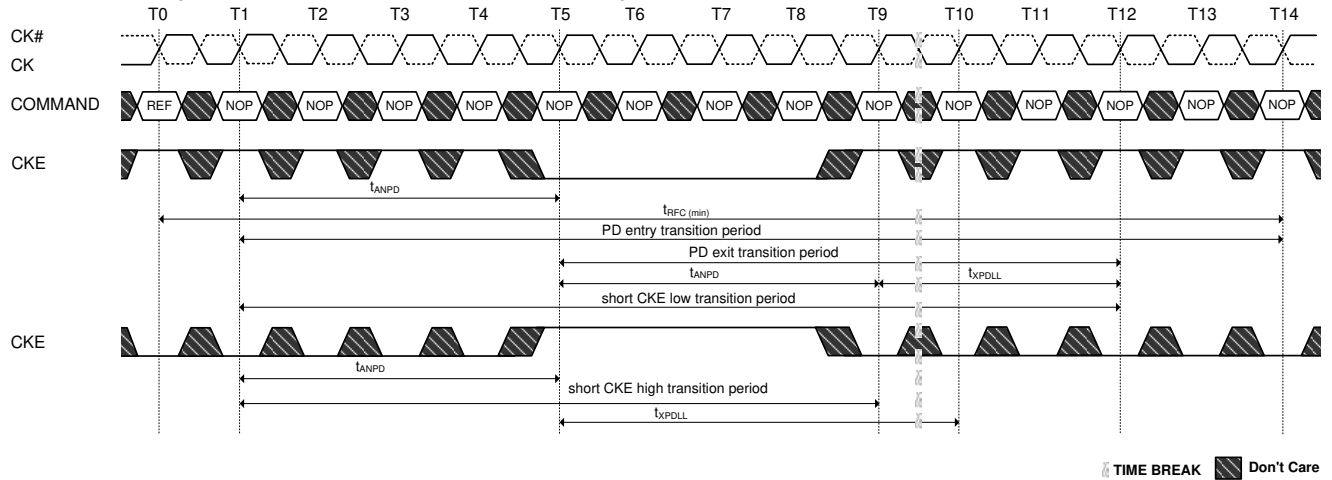 T0 T1 T2 T3 T4 T5 T6 T7 T8 T9 T10 T11 T12 T13 T14
CK#
CK
COMMAND REF NOP NOP NOP NOP NOP NOP NOP NOP NOP NOP NOP NOP NOP NOP
CKE
tANPD
tRFC (min)
PD entry transition period
PD exit transition period
tANPD tXPDLL
short CKE low transition period
CKE
tANPD
short CKE high transition period
tXPDLL
TIME BREAK Don't Care